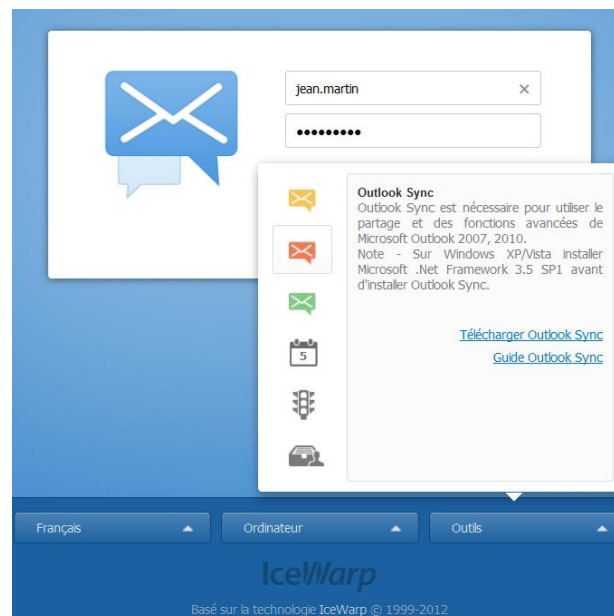 jean.martin
•••••••••
Outlook Sync
Outlook Sync est nécessaire pour utiliser le
partage et des fonctions avancées de
Microsoft Outlook 2007, 2010.
Note - Sur Windows XP/Vista installer
Microsoft .Net Framework 3.5 SP1 avant
d'installer Outlook Sync.
Télécharger Outlook Sync
Guide Outlook Sync
5
Français
Ordinateur
Outils
IceWarp
Basé sur la technologie IceWarp © 1999-2012